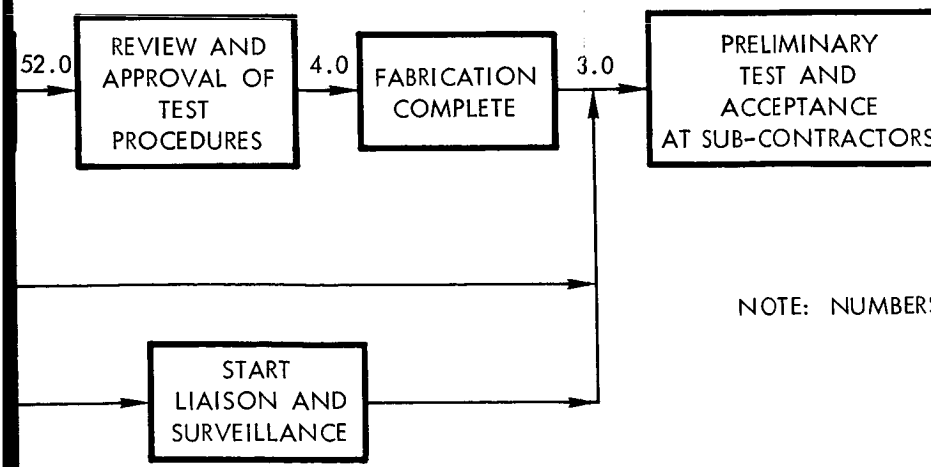 52.0
REVIEW AND
APPROVAL OF
TEST
PROCEDURES
4.0
FABRICATION
COMPLETE
3.0
PRELIMINARY
TEST AND
ACCEPTANCE
AT SUB-CONTRACTORS
NOTE: NUMBERS
START
LIAISON AND
SURVEILLANCE